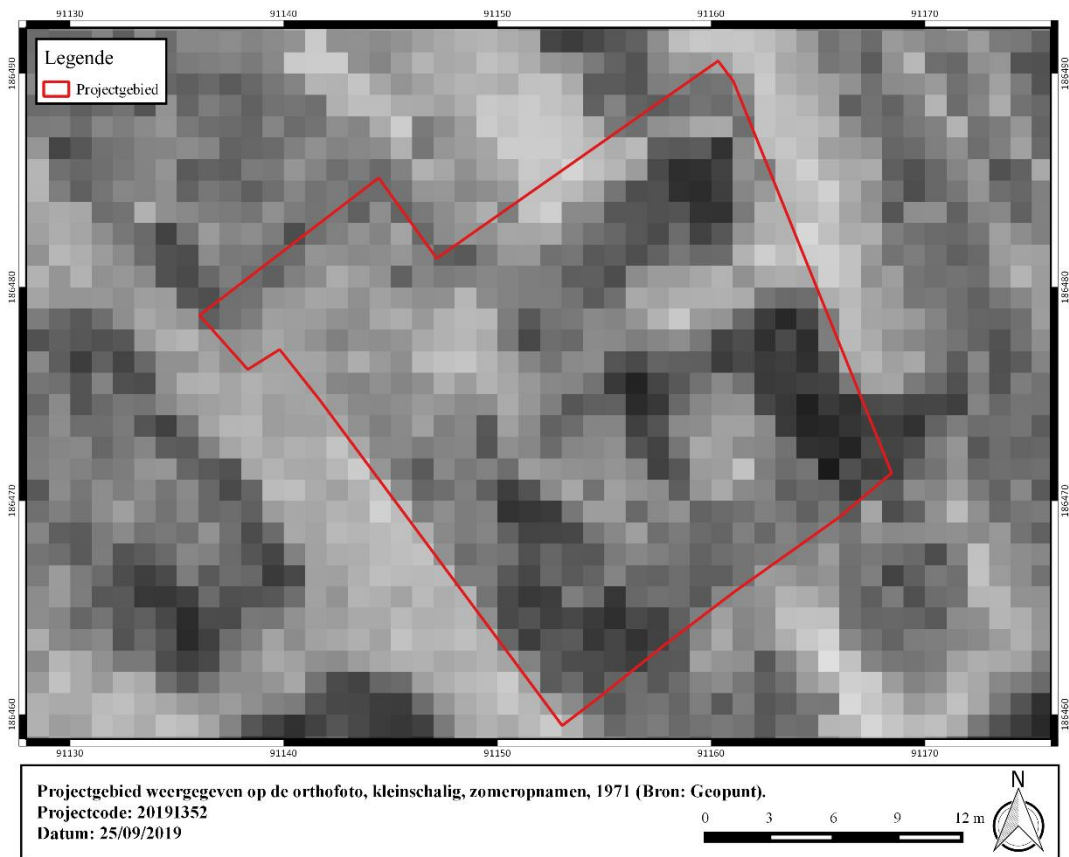 91130 91140 91150 91160 91170
Legende
Projectgebied
186490 186490
186480 186480
186470 186470
186460 186460
91130 91140 91150 91160 91170
Projectgebied weergegeven op de orthofoto, kleinschalig, zomeropnamen, 1971 (Bron: Geopunt).
Projectcode: 20191352
Datum: 25/09/2019
0 3 6 9 12 m
N